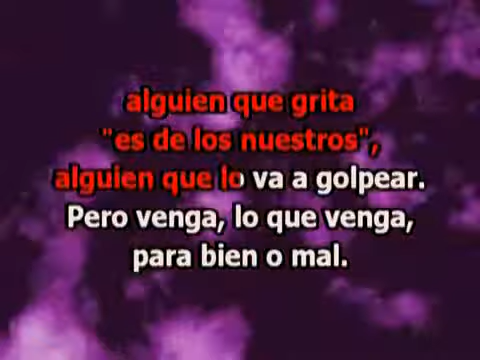 alguien que grita
"es de los nuestros",
alguien que lo va a golpear.
Pero venga, lo que venga,
para bien o mal.